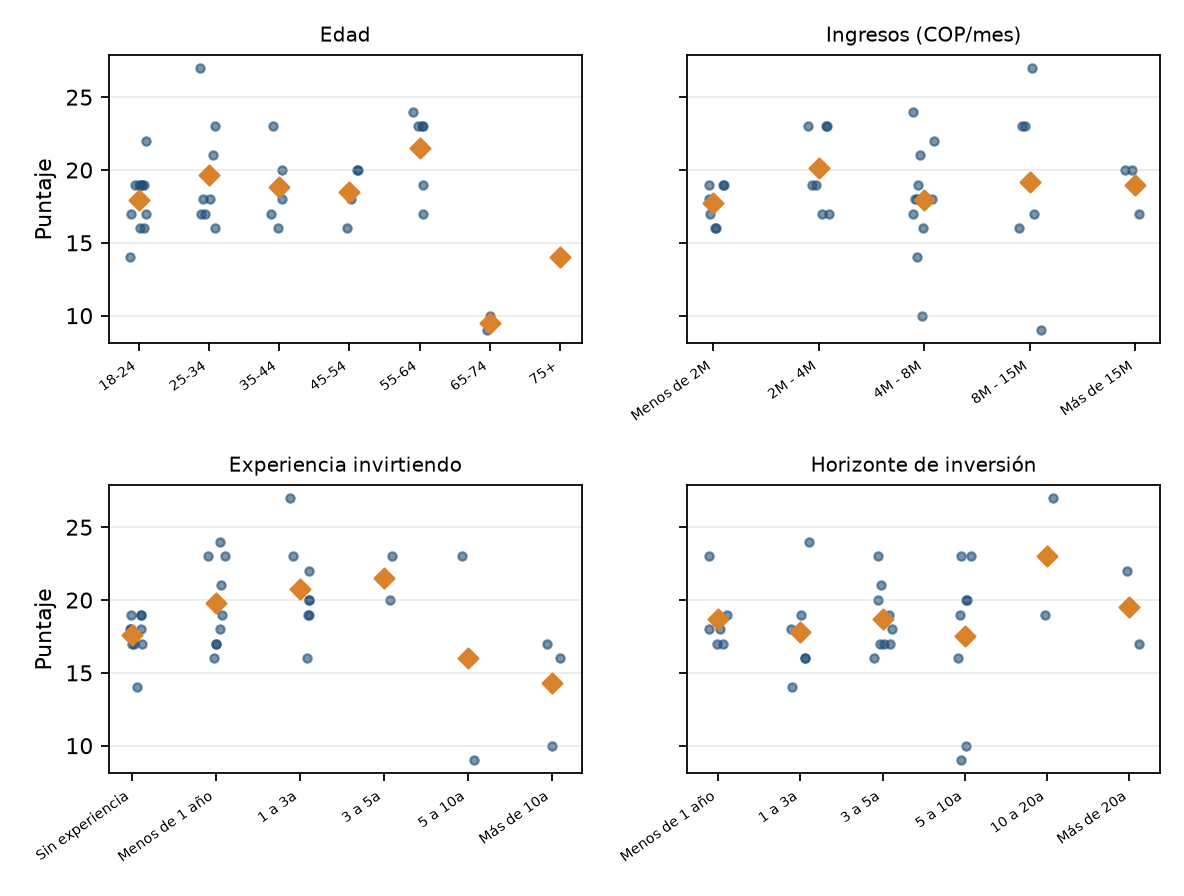 Edad
Puntaje
25
20
15
10
18-24
25-34
35-44
45-54
55-64
65-74
75+
Ingresos (COP/mes)
Menos de 2M
2M - 4M
4M - 8M
8M - 15M
Más de 15M
Experiencia invirtiendo
Puntaje
25
20
15
10
Sin experiencia
Menos de 1 año
1 a 3a
3 a 5a
5 a 10a
Más de 10a
Horizonte de inversión
Menos de 1 año
1 a 3a
3 a 5a
5 a 10a
10 a 20a
Más de 20a